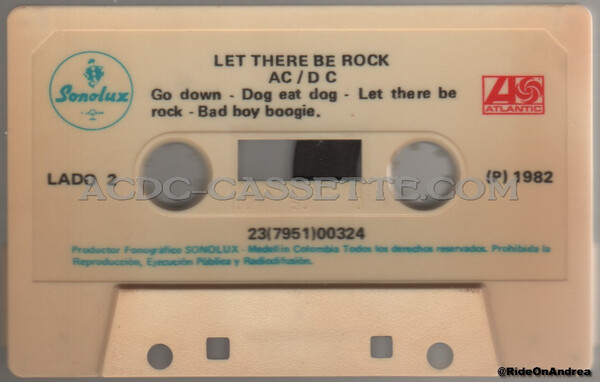 LET THERE BE ROCK
AC/DC
Go down - Dog eat dog - Let there be
rock - Bad boy boogie.
Sonolux
ATLANTIC
LADO 2
(P) 1982
ACDC-CASSETTE.COM
23(7951)00324
Productor Fonográfico SONOLUX - Medellín Colombia Todos los derechos reservados. Prohibida la
Reproducción, Ejecución Pública y Radiodifusión.
@RideOnAndrea